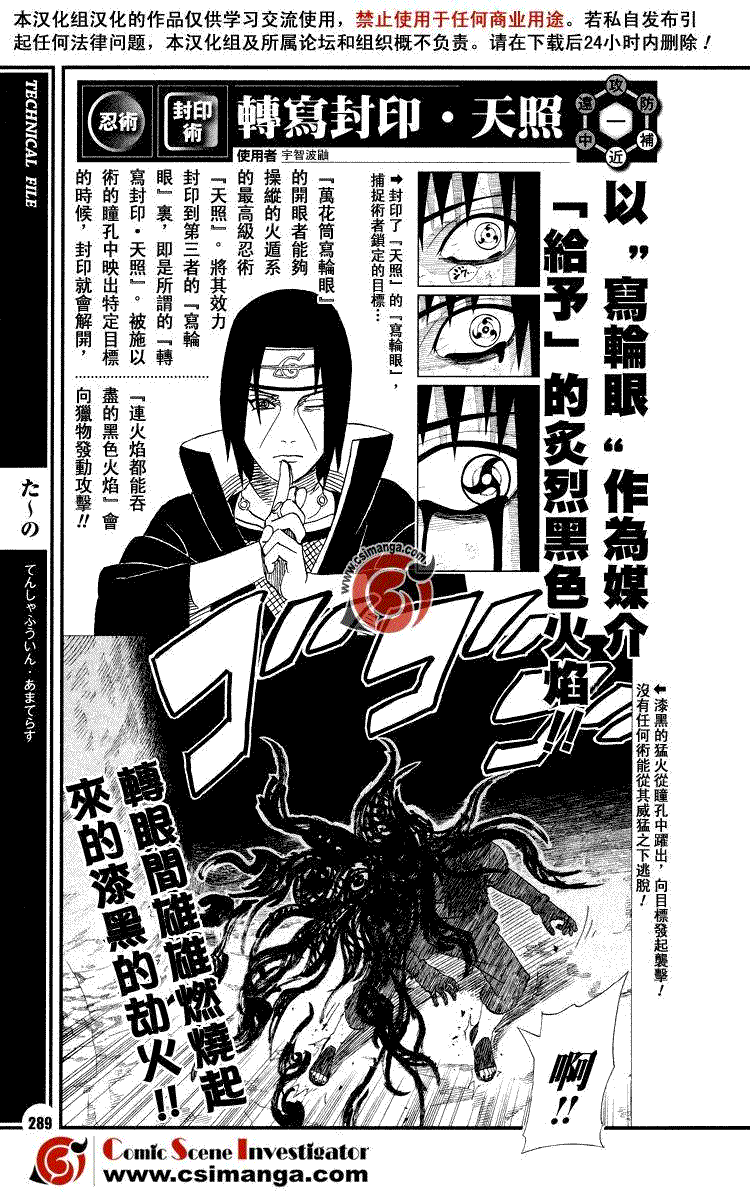 本汉化组汉化的作品仅供学习交流使用，禁止使用于任何商业用途。若私自发布引
起任何法律问题，本汉化组及所属论坛和组织概不负责。请在下载后24小时内删除！
TECHNICAL FILE
忍術
封印
術
轉寫封印・天照
攻
防
補
近
中
遠
一
使用者 宇智波鼬
以〝寫輪眼〞作為媒介
「給予」的炙烈黑色火焰!!
➡封印了『天照』的『寫輪眼』，
捕捉術者鎖定的目標…
『萬花筒寫輪眼』
的開眼者能夠
操縱的火遁系
的最高級忍術
『天照』。將其效力
封印到第三者的『寫輪
眼』裏，即是所謂的『轉
寫封印・天照』。被施以
術的瞳孔中映出特定目標
的時候，封印就會解開，
『連火焰都能吞
盡的黑色火焰』會
向獵物發動攻擊!!
ジワ
www.csimanga.com
た～の
てんしゃふういん・あまてらす
ゴゴゴ
⬅漆黑的猛火從瞳孔中躍出，向目標發起襲擊！
沒有任何術能從其威猛之下逃脫！
轉眼間雄雄燃燒起
來的漆黑的劫火!!
啊!!
289
Comic Scene Investigator
www.csimanga.com